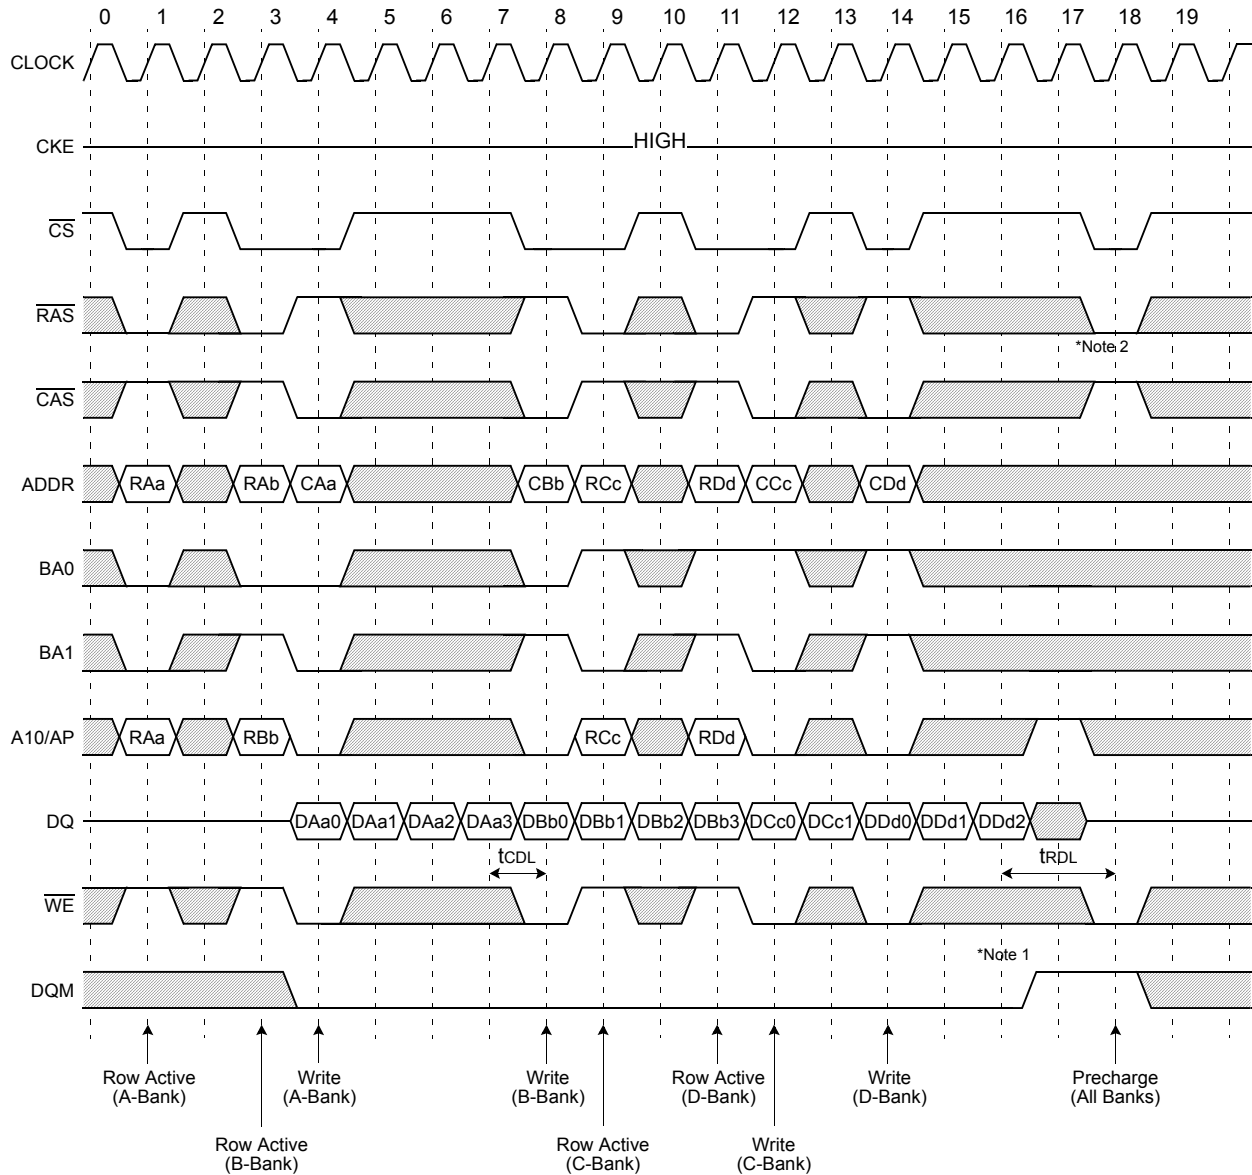 0 1 2 3 4 5 6 7 8 9 10 11 12 13 14 15 16 17 18 19
CLOCK
CKE
HIGH
CS
RAS
*Note 2
CAS
ADDR
RAa RAb CAa CBb RCc RDd CCc CDd
BA0
BA1
A10/AP
RAa RBb RCc RDd
DQ
DAa0 DAa1 DAa2 DAa3 DBb0 DBb1 DBb2 DBb3 DCc0 DCc1 DDd0 DDd1 DDd2
tCDL tRDL
WE
*Note 1
DQM
Row Active Write Write Row Active Write Precharge
(A-Bank) (A-Bank) (B-Bank) (D-Bank) (D-Bank) (All Banks)
Row Active Row Active Write
(B-Bank) (C-Bank) (C-Bank)